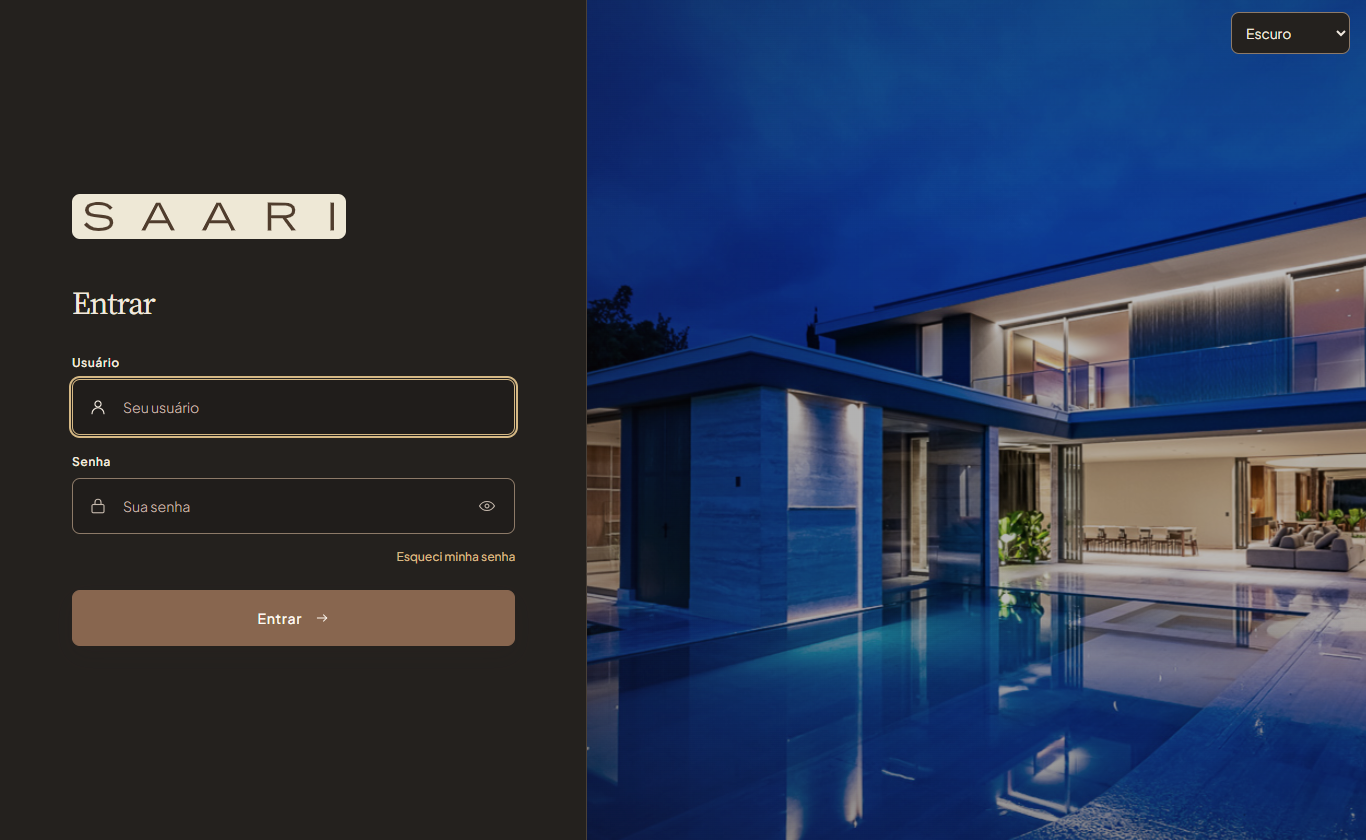 Escuro
SAARI
Entrar
Usuário
Seu usuário
Senha
Sua senha
Esqueci minha senha
Entrar →